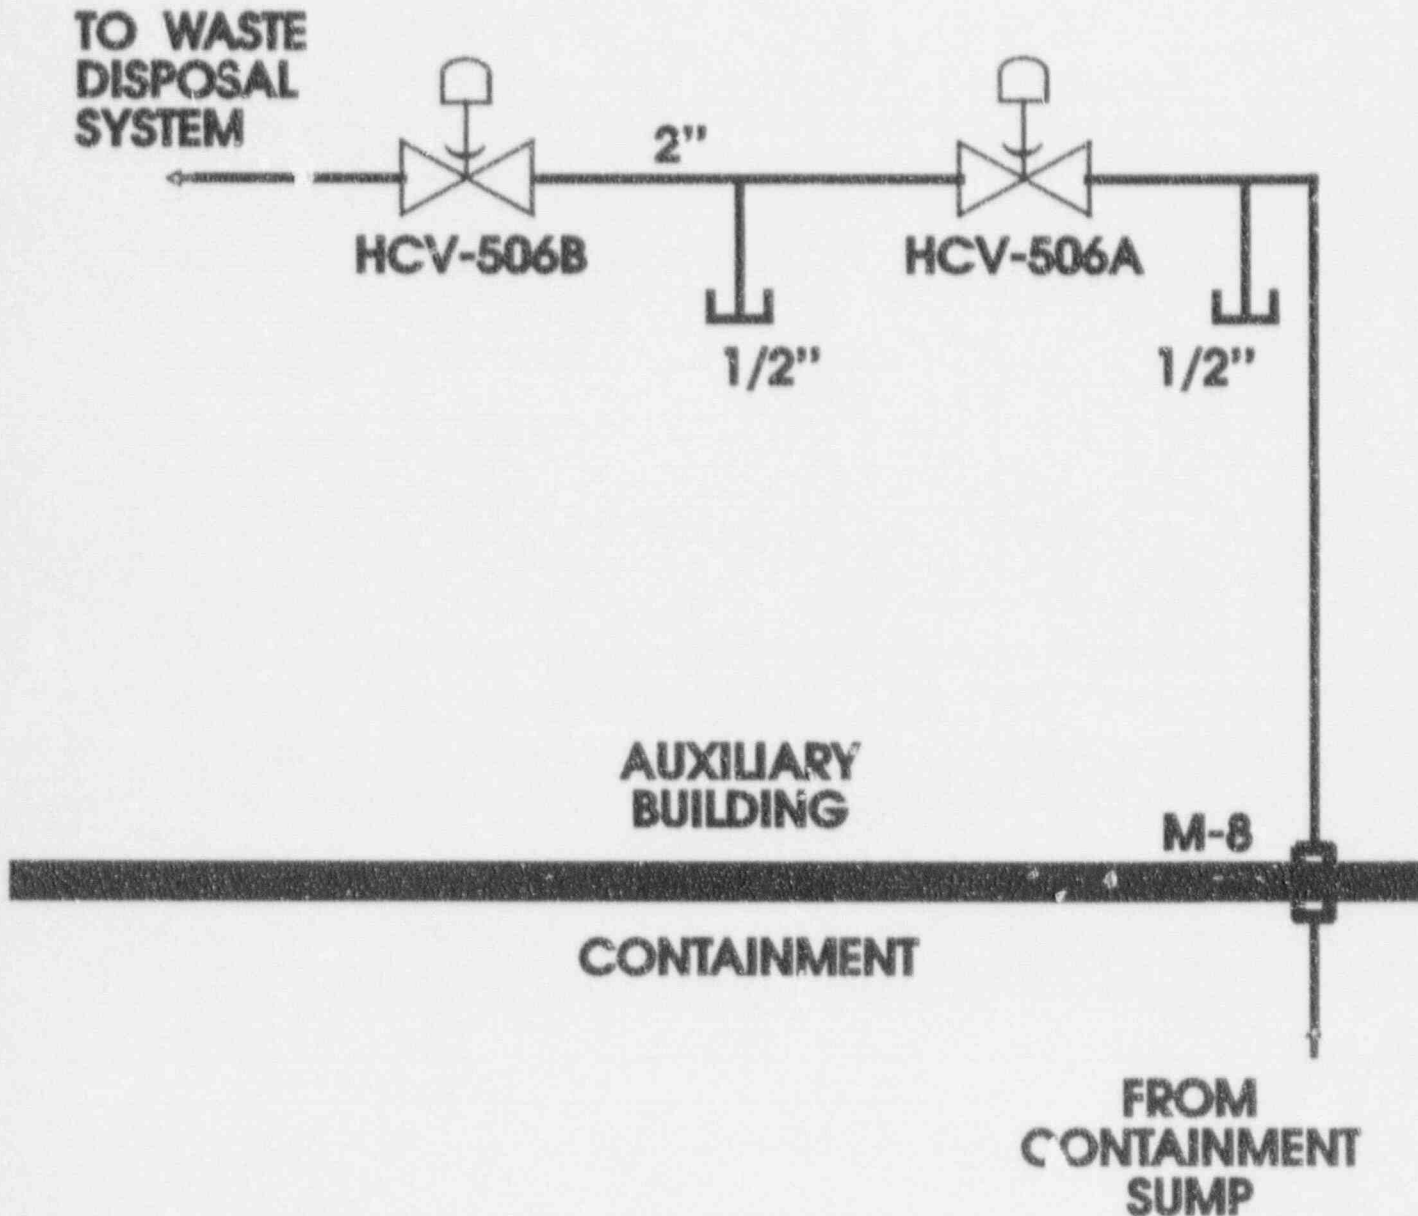 TO WASTE
DISPOSAL
SYSTEM
2"
HCV-506B
HCV-506A
1/2"
1/2"
AUXILIARY
BUILDING
M-8
CONTAINMENT
FROM
CONTAINMENT
SUMP